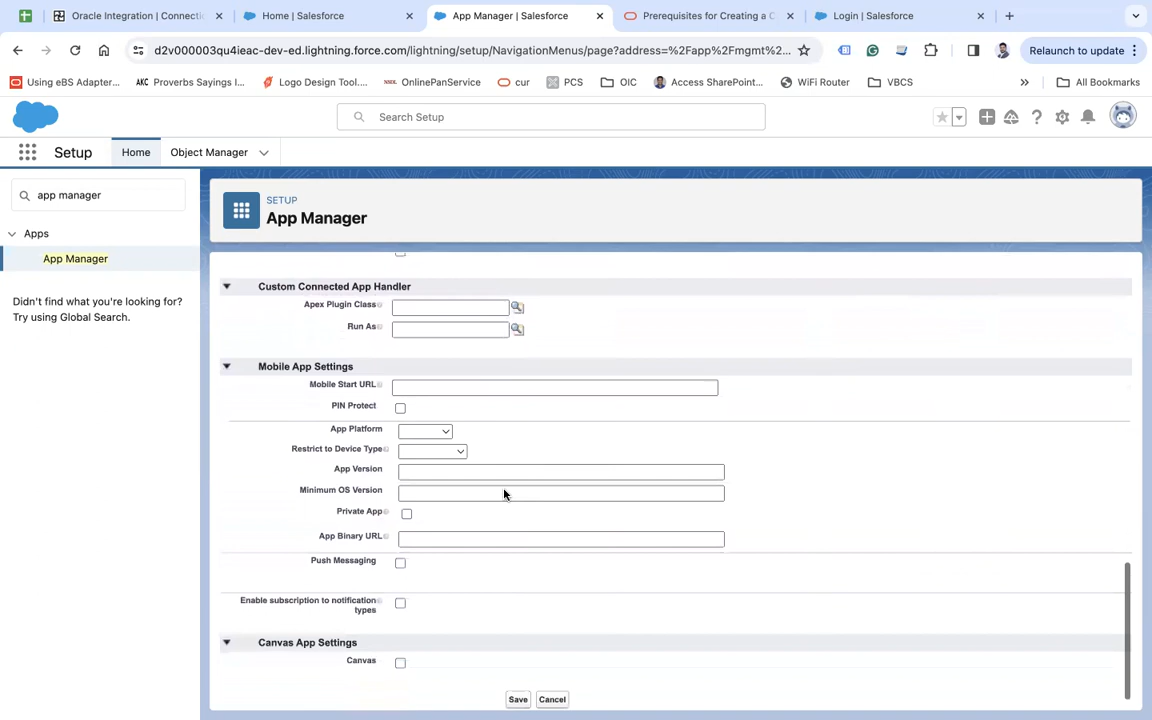 Oracle Integration | Connecti
Home | Salesforce
App Manager | Salesforce
Prerequisites for Creating a C
Login | Salesforce
d2v000003qu4ieac-dev-ed.lightning.force.com/lightning/setup/NavigationMenus/page?address=%2Fapp%2Fmgmt%2...
Relaunch to update
Using eBS Adapter...
AKC Proverbs Sayings I...
Logo Design Tool....
NSDL OnlinePanService
cur
PCS
OIC
Access SharePoint...
WiFi Router
VBCS
All Bookmarks
Search Setup
Setup
Home
Object Manager
app manager
Apps
App Manager
Didn't find what you're looking for?
Try using Global Search.
SETUP
App Manager
Custom Connected App Handler
Apex Plugin Class
Run As
Mobile App Settings
Mobile Start URL
PIN Protect
App Platform
Restrict to Device Type
App Version
Minimum OS Version
Private App
App Binary URL
Push Messaging
Enable subscription to notification
types
Canvas App Settings
Canvas
Save
Cancel